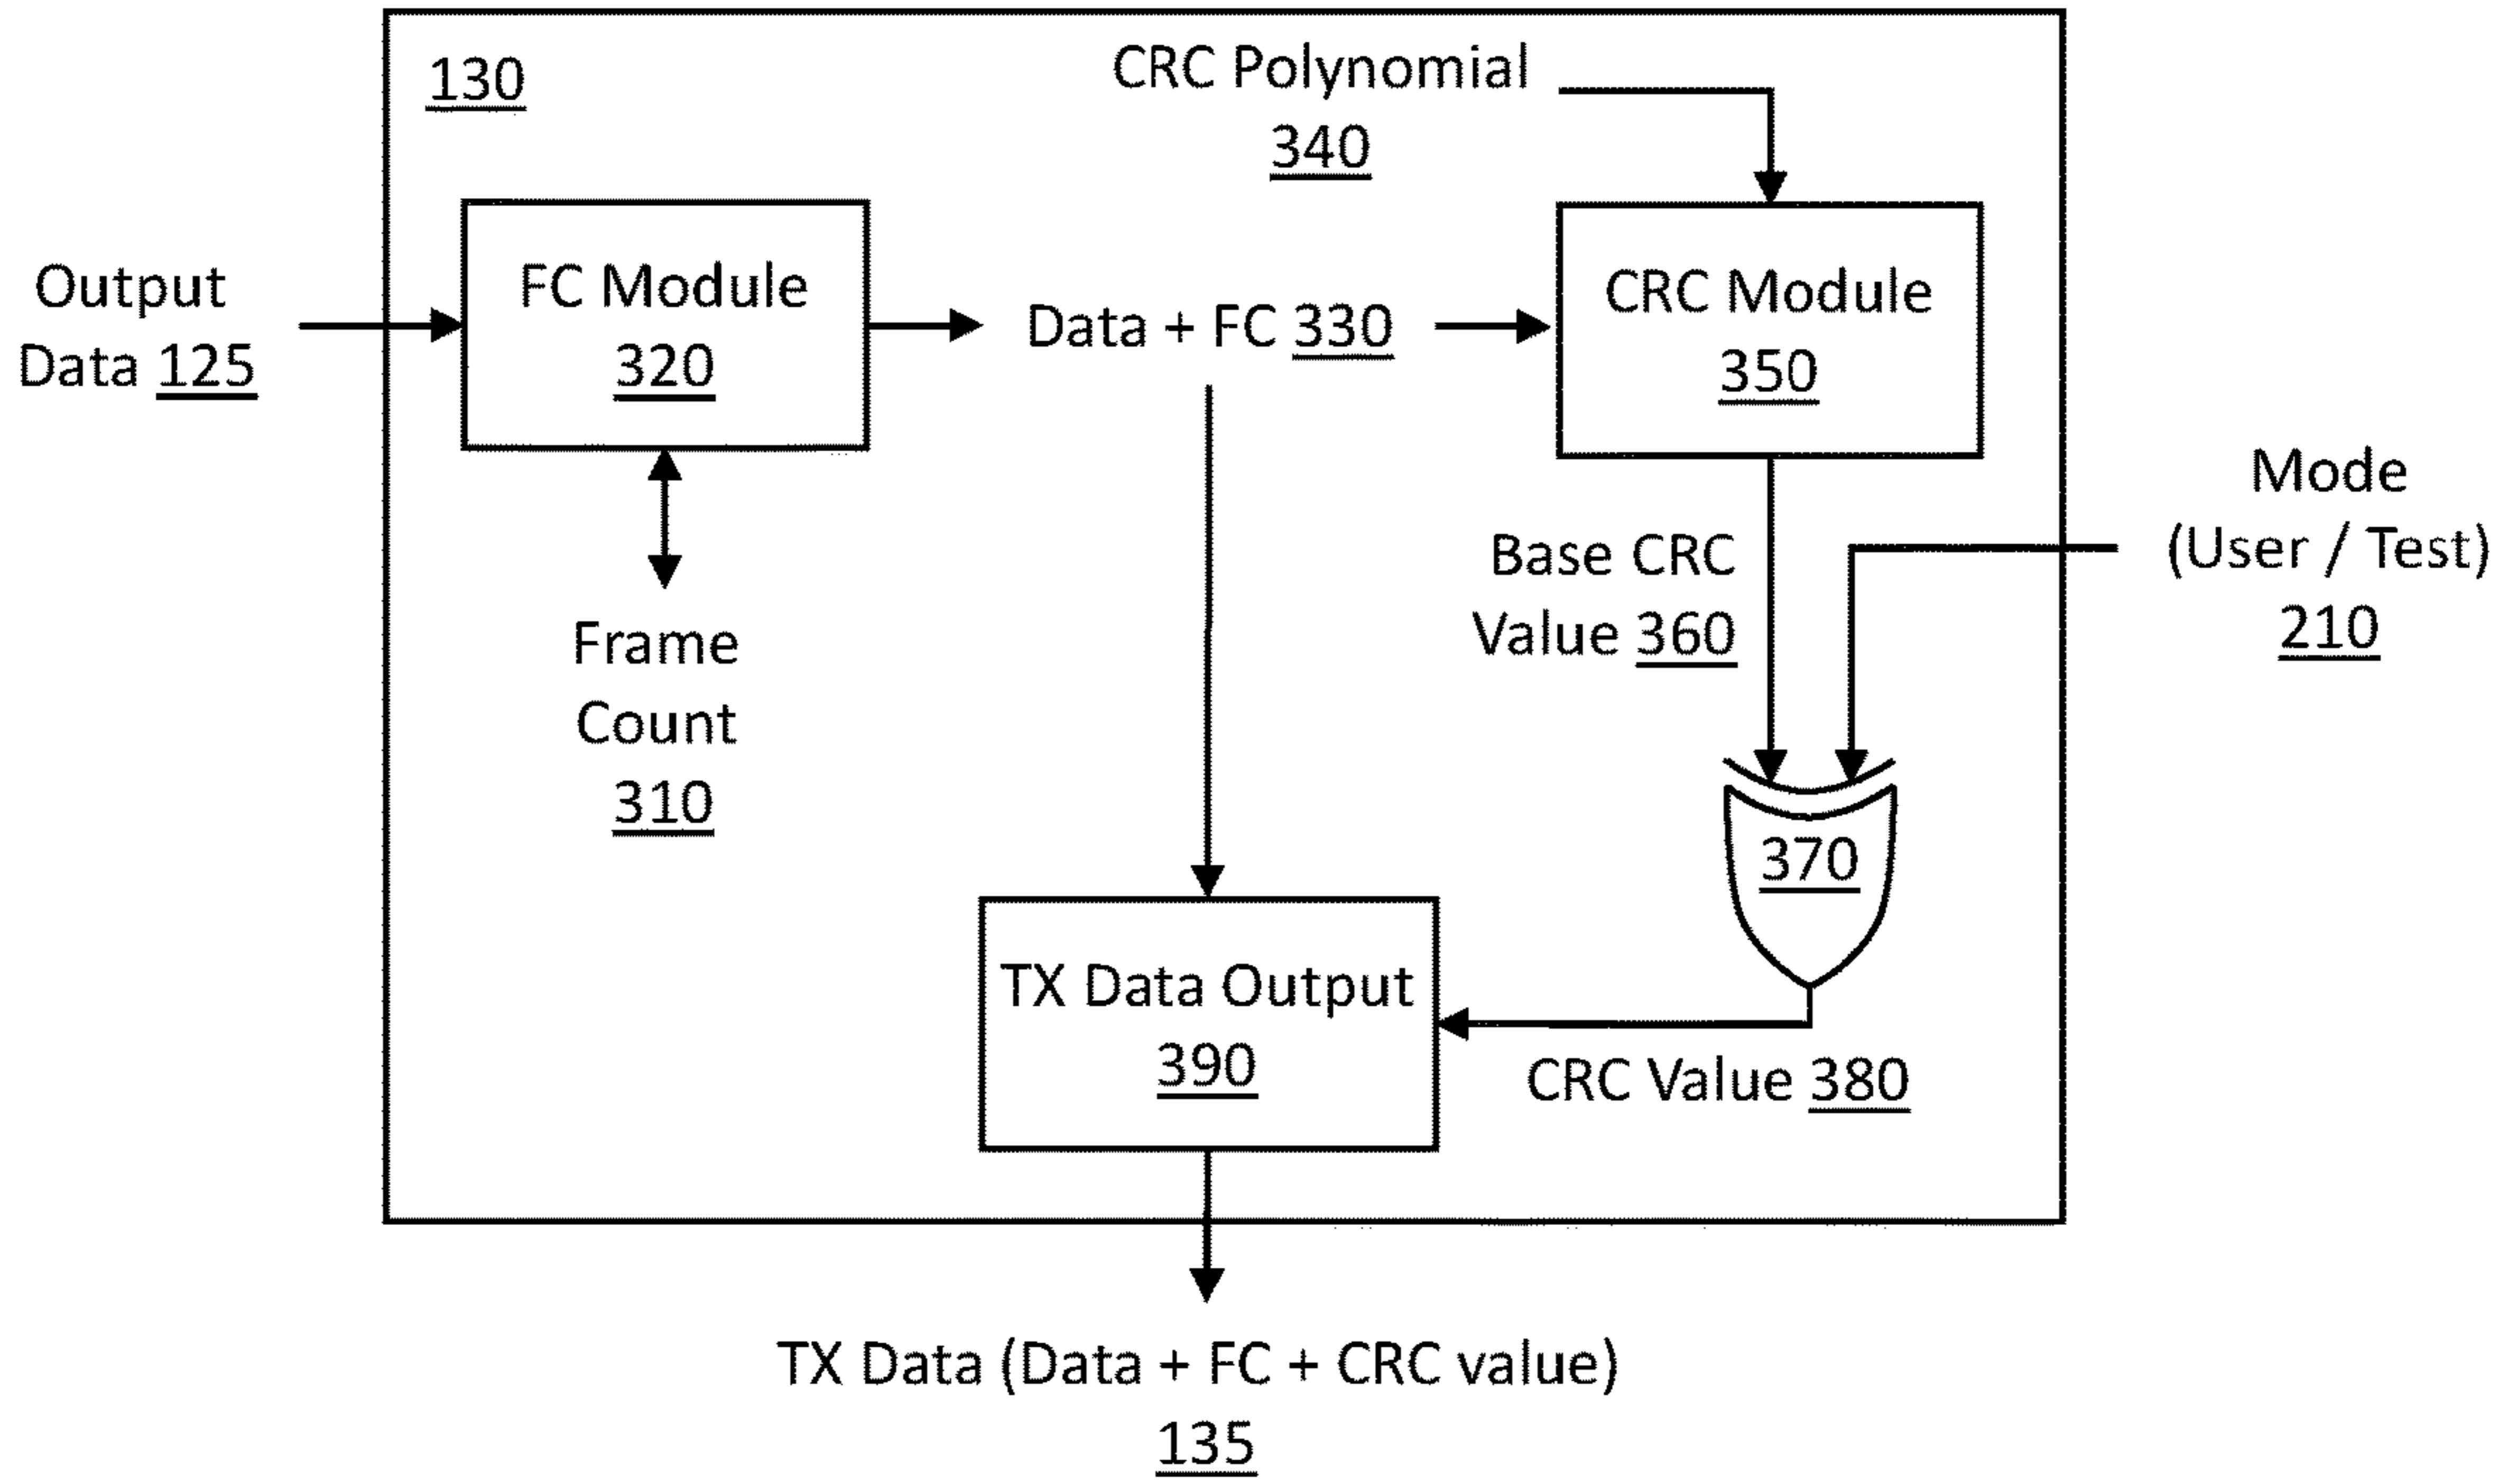 130
CRC Polynomial
340
Output
Data 125
FC Module
320
Data + FC 330
CRC Module
350
Mode
(User / Test)
210
Base CRC
Value 360
Frame
Count
310
370
TX Data Output
390
CRC Value 380
TX Data (Data + FC + CRC value)
135